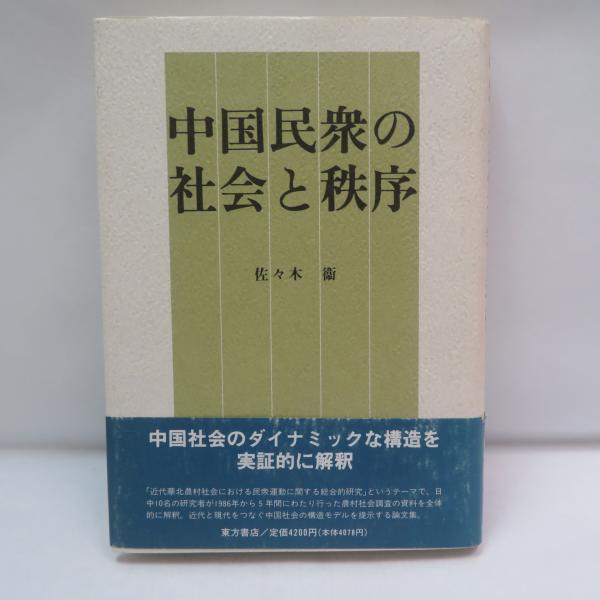 中国民衆の
社会と秩序
佐々木 衞
中国社会のダイナミックな構造を
実証的に解釈
「近代華北農村社会における民衆運動に関する総合的研究」というテーマで、日
中10名の研究者が1986年から5年間にわたり行った農村社会調査の資料を全体
的に解釈。近代と現代をつなぐ中国社会の構造モデルを提示する論文集。
東方書店/定価4200円(本体4078円)